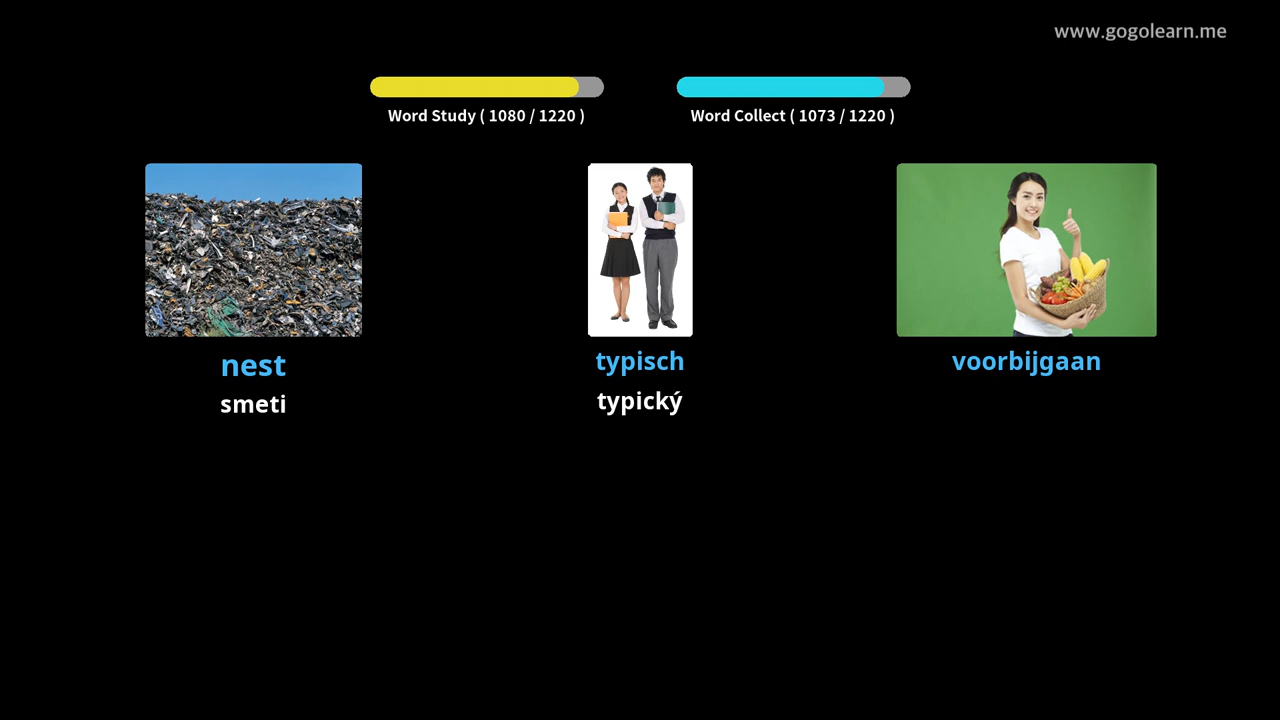 www.gogolearn.me
Word Study ( 1080 / 1220 )
Word Collect ( 1073 / 1220 )
nest
smeti
typisch
typický
voorbijgaan